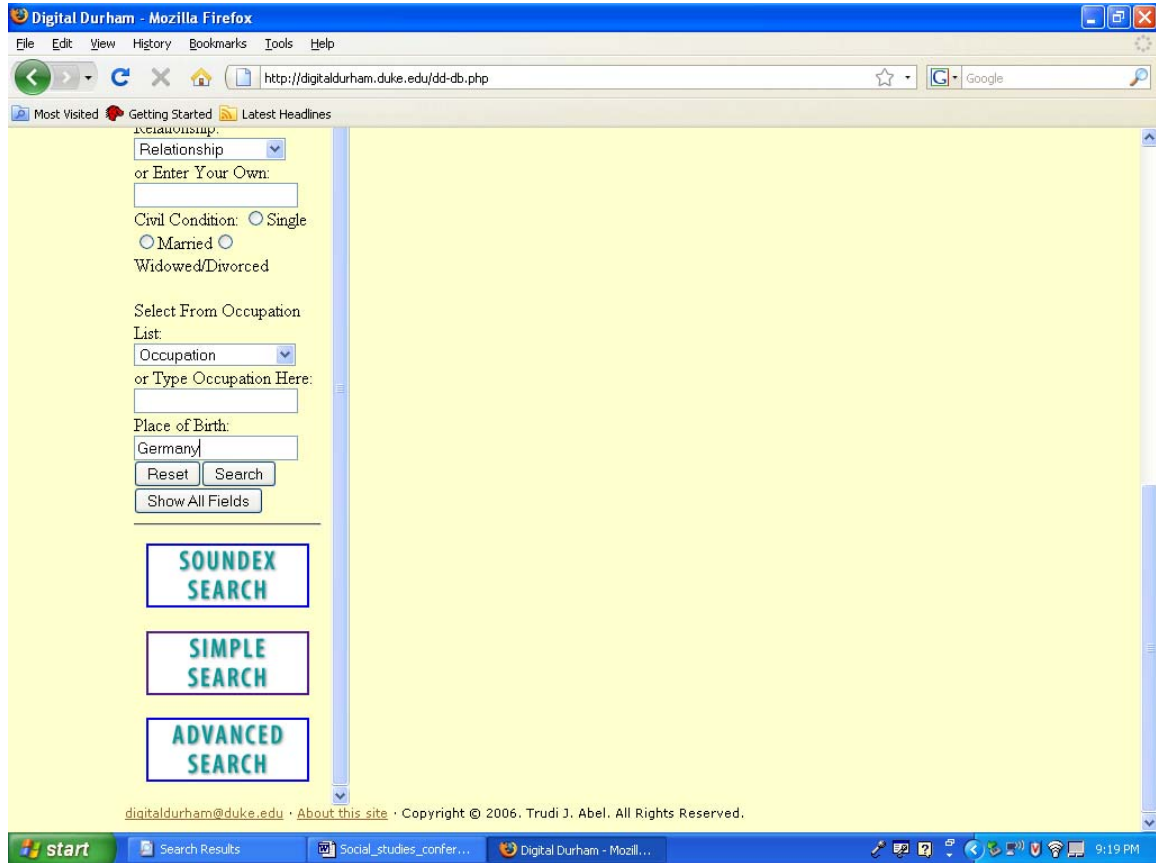 Digital Durham - Mozilla Firefox
File Edit View History Bookmarks Tools Help
http://digitaldurham.duke.edu/dd-db.php
G Google
Most Visited Getting Started Latest Headlines
Relationship:
Relationship
or Enter Your Own:
Civil Condition: Single
Married
Widowed/Divorced
Select From Occupation
List:
Occupation
or Type Occupation Here:
Place of Birth:
Germany
Reset Search
Show All Fields
SOUNDEX
SEARCH
SIMPLE
SEARCH
ADVANCED
SEARCH
digitaldurham@duke.edu · About this site · Copyright © 2006. Trudi J. Abel. All Rights Reserved.
start Search Results Social_studies_confer... Digital Durham - Mozill... 9:19 PM